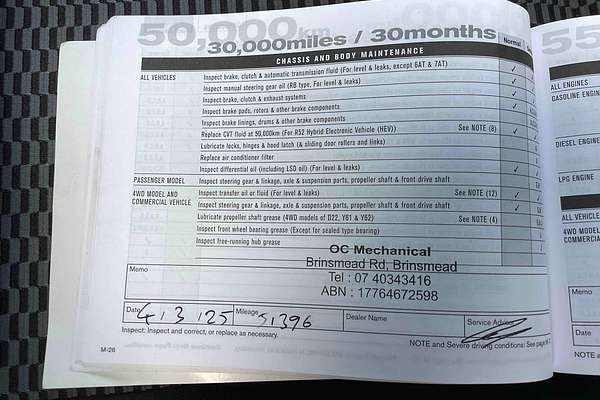 50,000km
30,000miles / 30months
Normal
CHASSIS AND BODY MAINTENANCE
ALL VEHICLES
Inspect brake, clutch & automatic transmission fluid (For level & leaks, except 6AT & 7AT)
Inspect manual steering gear oil (RB type, For level & leaks)
Inspect brake, clutch & exhaust systems
Inspect brake pads, rotors & other brake components
Inspect brake linings, drums & other brake components
Replace CVT fluid at 50,000km (For R52 Hybrid Electronic Vehicle (HEV)) See NOTE (8)
Lubricate locks, hinges & hood latch (& sliding door rollers and links)
Replace air conditioner filter
Inspect differential oil (including LSD oil) (For level & leaks)
PASSENGER MODEL Inspect steering gear & linkage, axle & suspension parts, propeller shaft & front drive shaft
4WD MODEL AND COMMERCIAL VEHICLE
Inspect transfer oil or fluid (For level & leaks) See NOTE (12)
Inspect steering gear & linkage, axle & suspension parts, propeller shaft & front drive shaft
Lubricate propeller shaft grease (4WD models of D22, Y61 & Y62) See NOTE (4)
Inspect front wheel bearing grease (Except for sealed type bearing)
Inspect free-running hub grease
OC Mechanical
Brinsmead Rd, Brinsmead
Tel : 07 40343416
ABN : 17764672598
Memo
Date 4 / 3 / 25 Mileage 51396 Dealer Name Service Advisor
Inspect: Inspect and correct, or replace as necessary.
NOTE and Severe driving conditions: See page
M-26
55
ALL ENGINES
GASOLINE ENGINE
DIESEL ENGINE
LPG ENGINE
ALL VEHICLES
4WD MODEL
COMMERCIAL
Memo
Date
Inspect: